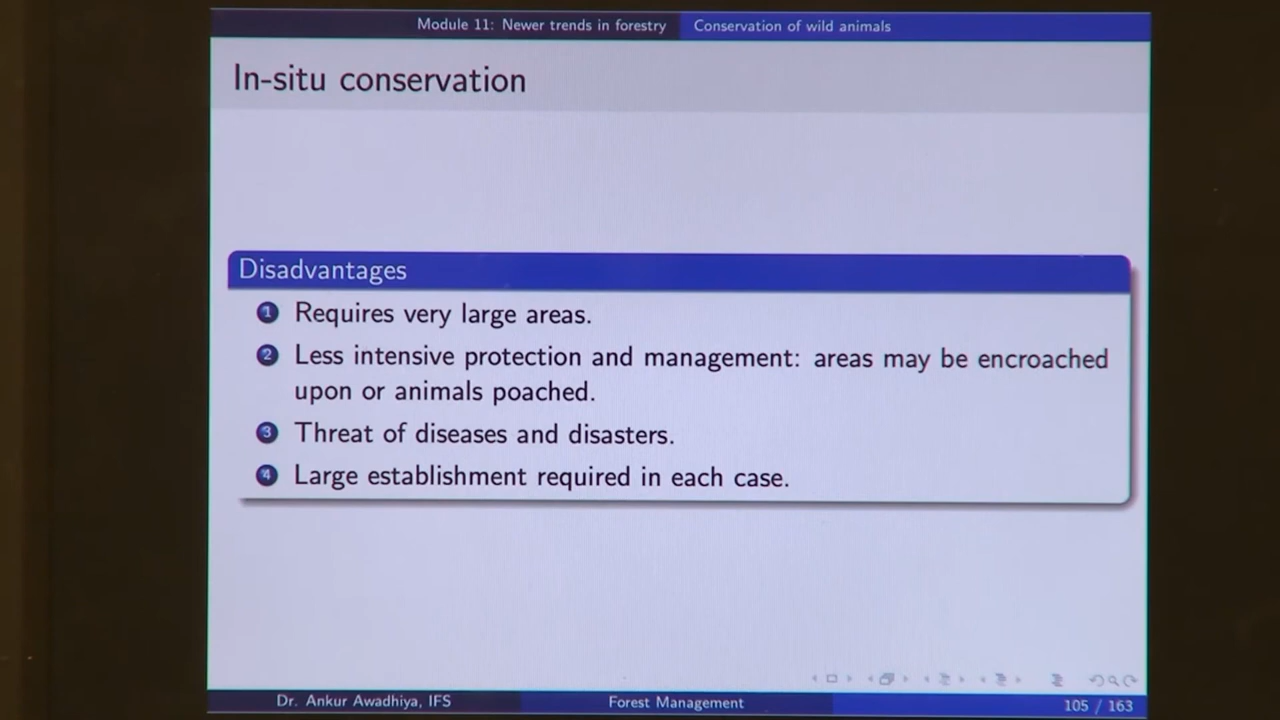 Module 11: Newer trends in forestry Conservation of wild animals
In-situ conservation
Disadvantages
1 Requires very large areas.
2 Less intensive protection and management: areas may be encroached
upon or animals poached.
3 Threat of diseases and disasters.
4 Large establishment required in each case.
Dr. Ankur Awadhiya, IFS Forest Management 105 / 163